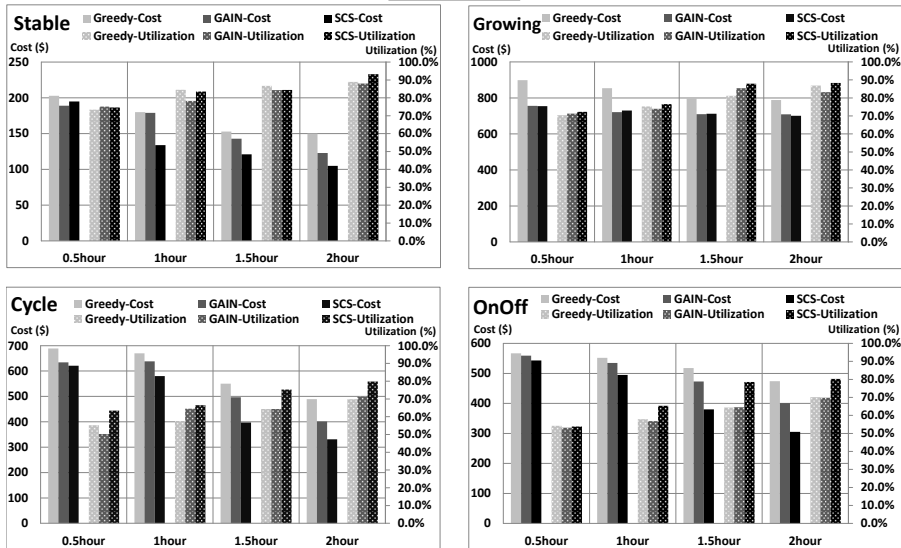 Stable
Greedy-Cost GAIN-Cost SCS-Cost
Greedy-Utilization GAIN-Utilization SCS-Utilization
Cost ($) Utilization (%)
250 100.0%
90.0%
200 80.0%
70.0%
150 60.0%
50.0%
100 40.0%
30.0%
50 20.0%
10.0%
0 0.0%
0.5hour 1hour 1.5hour 2hour
Growing
Greedy-Cost GAIN-Cost SCS-Cost
Greedy-Utilization GAIN-Utilization SCS-Utilization
Cost ($) Utilization (%)
1000 100.0%
90.0%
800 80.0%
70.0%
600 60.0%
50.0%
400 40.0%
30.0%
200 20.0%
10.0%
0 0.0%
0.5hour 1hour 1.5hour 2hour
Cycle
Greedy-Cost GAIN-Cost SCS-Cost
Greedy-Utilization GAIN-Utilization SCS-Utilization
Cost ($) Utilization (%)
700 100.0%
90.0%
600 80.0%
500 70.0%
400 60.0%
50.0%
300 40.0%
200 30.0%
100 20.0%
10.0%
0 0.0%
0.5hour 1hour 1.5hour 2hour
OnOff
Greedy-Cost GAIN-Cost SCS-Cost
Greedy-Utilization GAIN-Utilization SCS-Utilization
Cost ($) Utilization (%)
600 100.0%
90.0%
500 80.0%
400 70.0%
60.0%
300 50.0%
40.0%
200 30.0%
100 20.0%
10.0%
0 0.0%
0.5hour 1hour 1.5hour 2hour